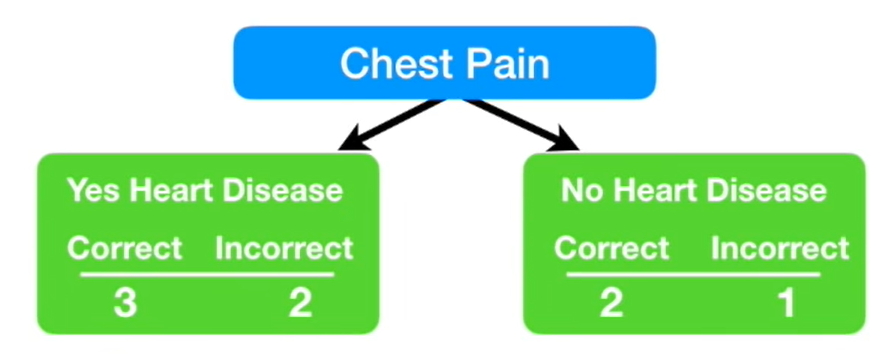 Chest Pain
Yes Heart Disease
Correct Incorrect
3 2
No Heart Disease
Correct Incorrect
2 1